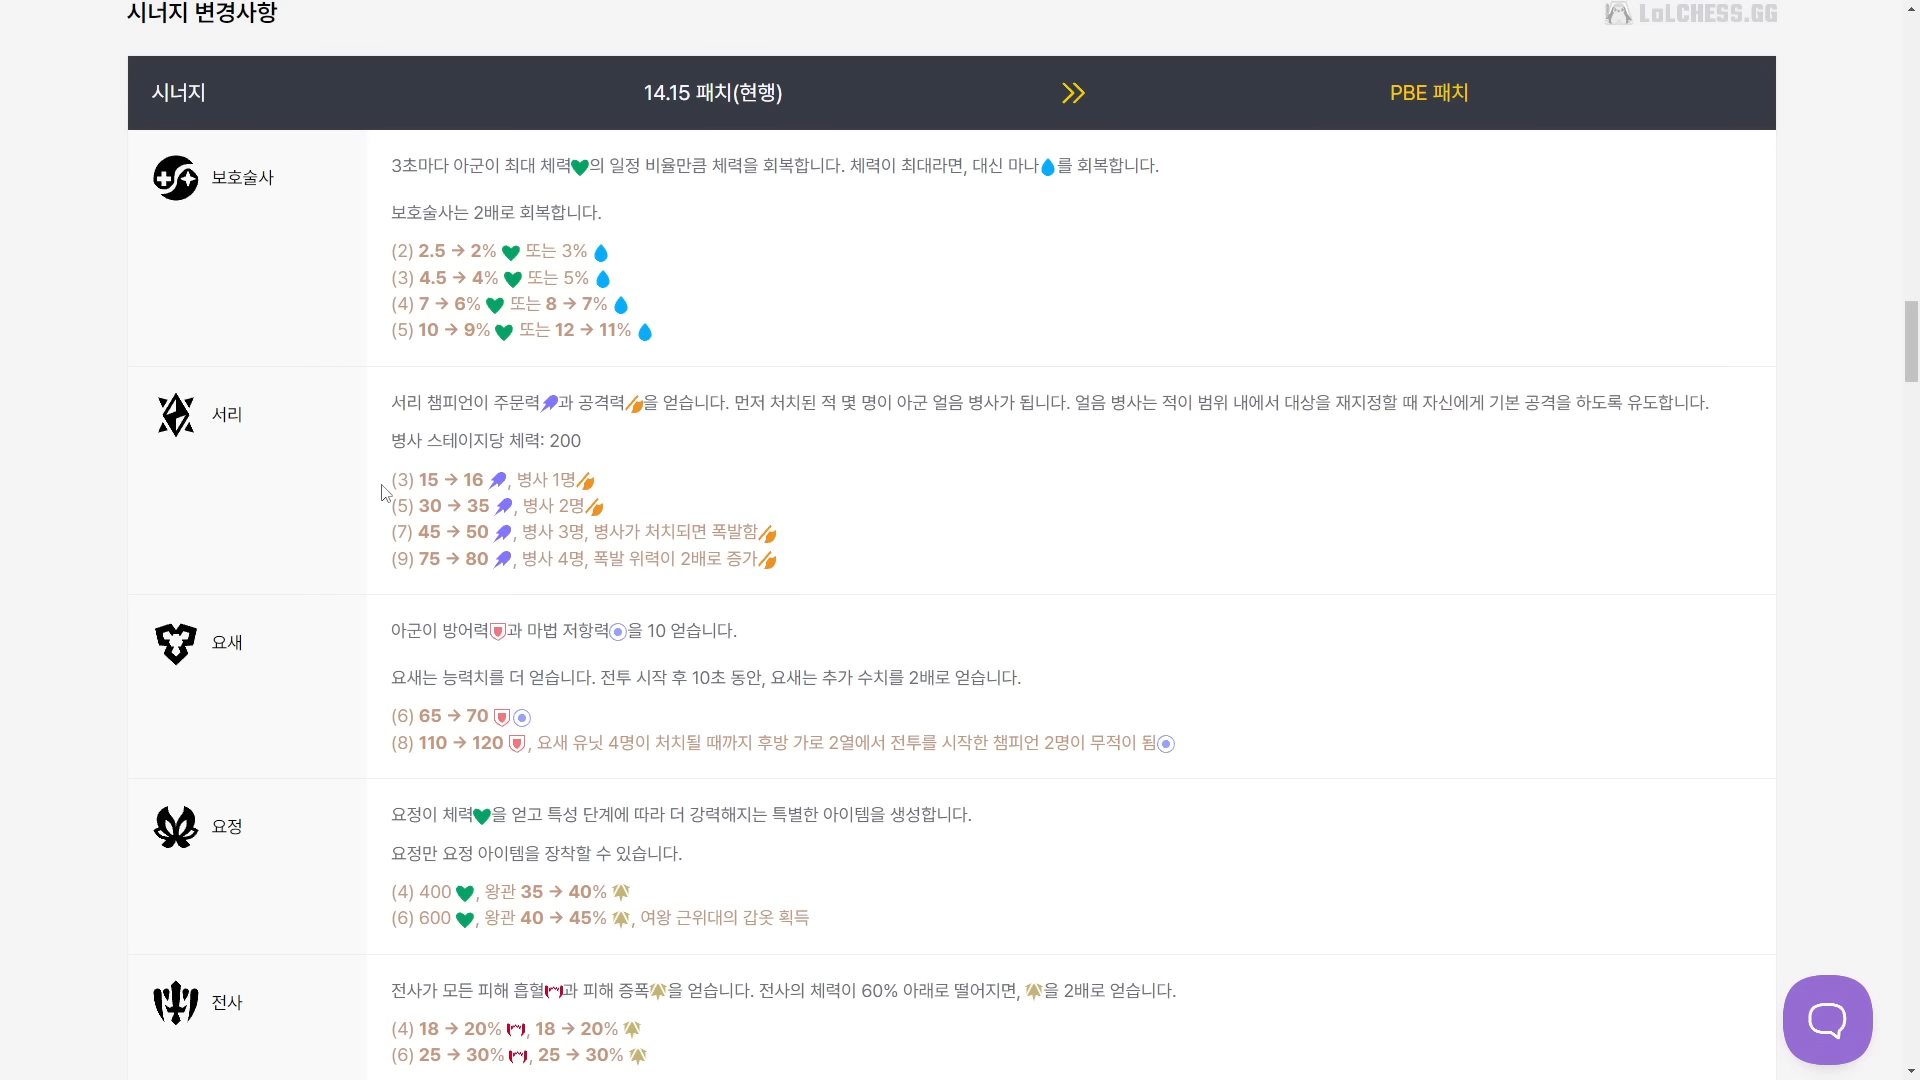 시너지 변경사항
LoLCHESS.GG
시너지 14.15 패치(현행) PBE 패치
보호술사
3초마다 아군이 최대 체력의 일정 비율만큼 체력을 회복합니다. 체력이 최대라면, 대신 마나를 회복합니다.
보호술사는 2배로 회복합니다.
(2) 2.5 → 2% 또는 3%
(3) 4.5 → 4% 또는 5%
(4) 7 → 6% 또는 8 → 7%
(5) 10 → 9% 또는 12 → 11%
서리
서리 챔피언이 주문력과 공격력을 얻습니다. 먼저 처치된 적 몇 명이 아군 얼음 병사가 됩니다. 얼음 병사는 적이 범위 내에서 대상을 재지정할 때 자신에게 기본 공격을 하도록 유도합니다.
병사 스테이지당 체력: 200
(3) 15 → 16 , 병사 1명
(5) 30 → 35 , 병사 2명
(7) 45 → 50 , 병사 3명, 병사가 처치되면 폭발함
(9) 75 → 80 , 병사 4명, 폭발 위력이 2배로 증가
요새
아군이 방어력과 마법 저항력을 10 얻습니다.
요새는 능력치를 더 얻습니다. 전투 시작 후 10초 동안, 요새는 추가 수치를 2배로 얻습니다.
(6) 65 → 70
(8) 110 → 120 , 요새 유닛 4명이 처치될 때까지 후방 가로 2열에서 전투를 시작한 챔피언 2명이 무적이 됨
요정
요정이 체력을 얻고 특성 단계에 따라 더 강력해지는 특별한 아이템을 생성합니다.
요정만 요정 아이템을 장착할 수 있습니다.
(4) 400 , 왕관 35 → 40%
(6) 600 , 왕관 40 → 45% , 여왕 근위대의 갑옷 획득
전사
전사가 모든 피해 흡혈과 피해 증폭을 얻습니다. 전사의 체력이 60% 아래로 떨어지면, 을 2배로 얻습니다.
(4) 18 → 20% , 18 → 20%
(6) 25 → 30% , 25 → 30%